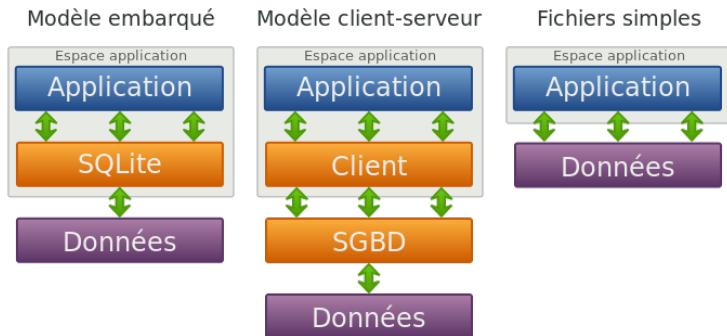 Modèle embarqué
Espace application
Application
SQLite
Données
Modèle client-serveur
Espace application
Application
Client
SGBD
Données
Fichiers simples
Espace application
Application
Données